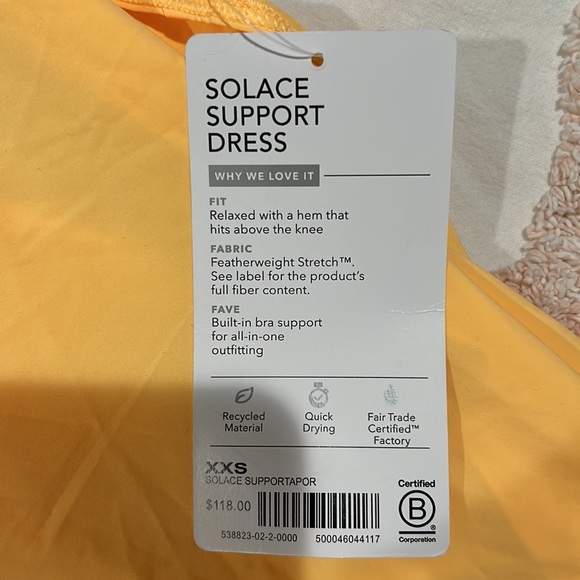 SOLACE
SUPPORT
DRESS
WHY WE LOVE IT
FIT
Relaxed with a hem that
hits above the knee
FABRIC
Featherweight Stretch™.
See label for the product's
full fiber content.
FAVE
Built-in bra support
for all-in-one
outfitting
Recycled
Material
Quick
Drying
Fair Trade
Certified™
Factory
XXS
SOLACE SUPPORTAPOR
$118.00
538823-02-2-0000 500046044117
Certified
B
Corporation